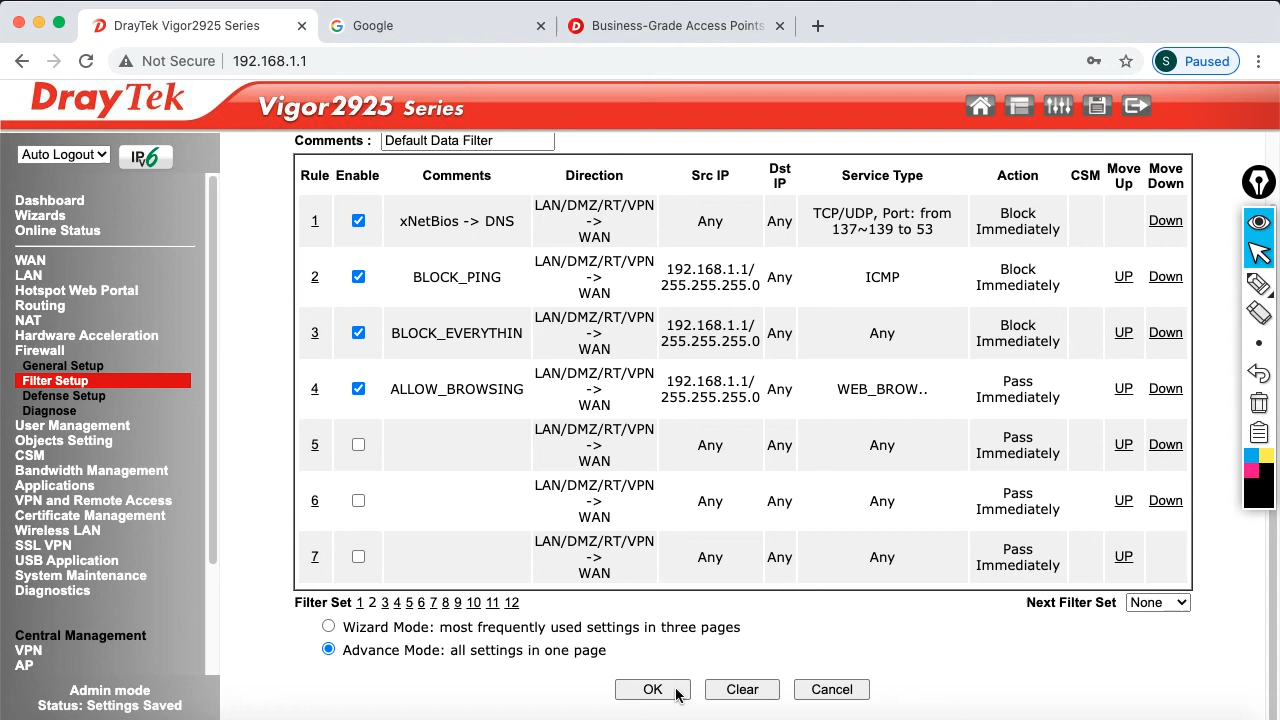 DrayTek Vigor2925 Series
Google
Business-Grade Access Points
Not Secure
192.168.1.1
S
Paused
DrayTek
Vigor2925 Series
Auto Logout
IPv6
Dashboard
Wizards
Online Status
WAN
LAN
Hotspot Web Portal
Routing
NAT
Hardware Acceleration
Firewall
General Setup
Filter Setup
Defense Setup
Diagnose
User Management
Objects Setting
CSM
Bandwidth Management
Applications
VPN and Remote Access
Certificate Management
Wireless LAN
SSL VPN
USB Application
System Maintenance
Diagnostics
Central Management
VPN
AP
Admin mode
Status: Settings Saved
Comments : Default Data Filter
Rule Enable Comments Direction Src IP Dst IP Service Type Action CSM Move Up Move Down
1 xNetBios -> DNS LAN/DMZ/RT/VPN -> WAN Any Any TCP/UDP, Port: from 137~139 to 53 Block Immediately Down
2 BLOCK_PING LAN/DMZ/RT/VPN -> WAN 192.168.1.1/ 255.255.255.0 Any ICMP Block Immediately UP Down
3 BLOCK_EVERYTHIN LAN/DMZ/RT/VPN -> WAN 192.168.1.1/ 255.255.255.0 Any Any Block Immediately UP Down
4 ALLOW_BROWSING LAN/DMZ/RT/VPN -> WAN 192.168.1.1/ 255.255.255.0 Any WEB_BROW.. Pass Immediately UP Down
5 LAN/DMZ/RT/VPN -> WAN Any Any Any Pass Immediately UP Down
6 LAN/DMZ/RT/VPN -> WAN Any Any Any Pass Immediately UP Down
7 LAN/DMZ/RT/VPN -> WAN Any Any Any Pass Immediately UP
Filter Set 1 2 3 4 5 6 7 8 9 10 11 12
Next Filter Set None
Wizard Mode: most frequently used settings in three pages
Advance Mode: all settings in one page
OK
Clear
Cancel